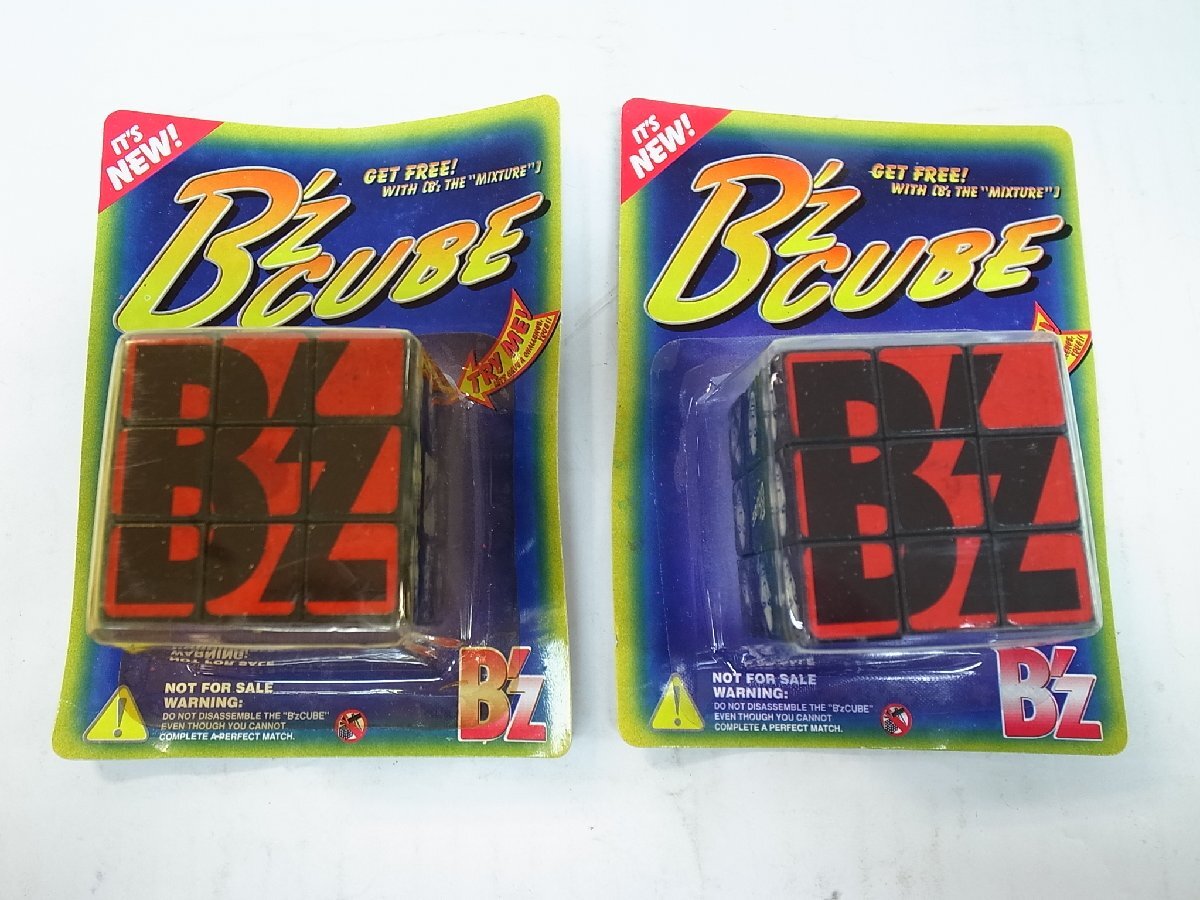 IT'S
NEW!
GET FREE!
WITH [B'z THE "MIXTURE"]
B'z CUBE
TRY ME!
B'z
NOT FOR SALE
WARNING:
DO NOT DISASSEMBLE THE "B'zCUBE"
EVEN THOUGH YOU CANNOT
COMPLETE A PERFECT MATCH.
B'z
IT'S
NEW!
GET FREE!
WITH [B'z THE "MIXTURE"]
B'z CUBE
B'z
NOT FOR SALE
WARNING:
DO NOT DISASSEMBLE THE "B'zCUBE"
EVEN THOUGH YOU CANNOT
COMPLETE A PERFECT MATCH.
B'z